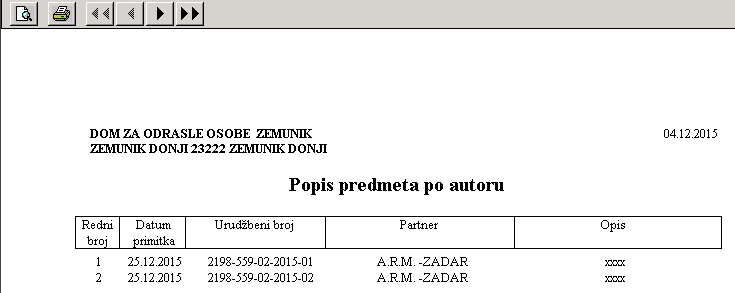 DOM ZA ODRASLE OSOBE ZEMUNIK 04.12.2015
ZEMUNIK DONJI 23222 ZEMUNIK DONJI
Popis predmeta po autoru
Redni broj Datum primitka Urudžbeni broj Partner Opis
1 25.12.2015 2198-559-02-2015-01 A.R.M. -ZADAR xxxx
2 25.12.2015 2198-559-02-2015-02 A.R.M. -ZADAR xxxx